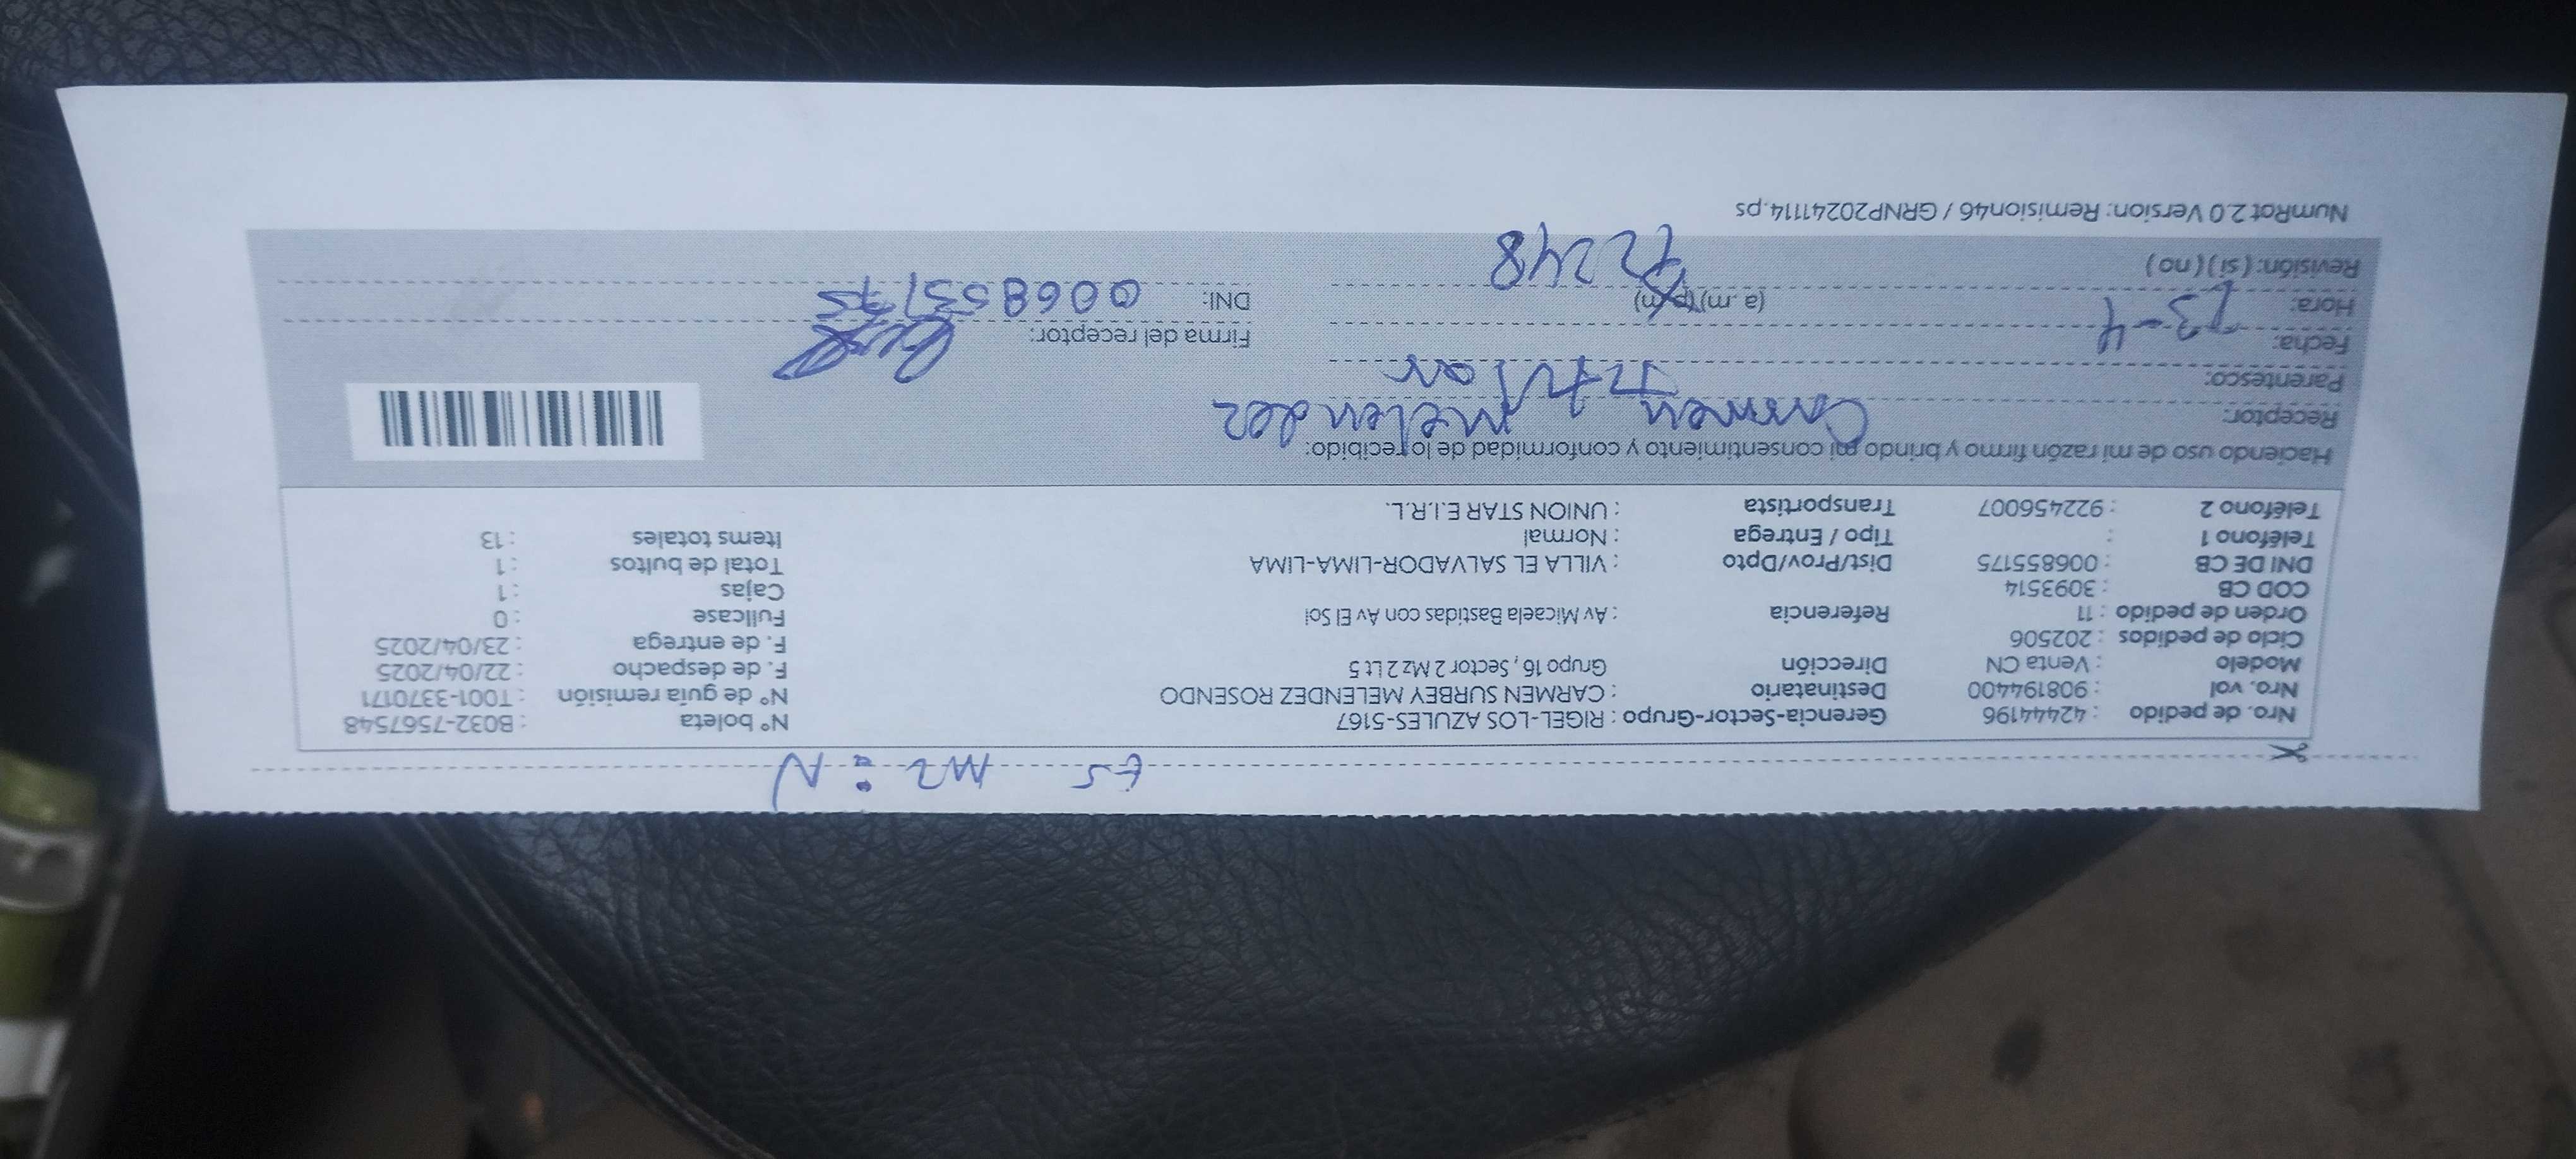 ES MZ: N
Nro. de pedido : 42444196 Gerencia-Sector-Grupo : RIGEL-LOS AZULES-5167 N° boleta : B032-7567548
Nro. vol : 908194400 Destinatario : CARMEN SURBEY MELENDEZ ROSENDO N° de guía remisión : T001-3370171
Modelo : Venta CN Dirección Grupo 16, Sector 2 Mz 2 Lt 5 F. de despacho : 22/04/2025
Ciclo de pedidos : 202506 F. de entrega : 23/04/2025
Orden de pedido : 11 Referencia : Av Micaela Bastidas con Av El Sol Fullcase : 0
COD CB : 3093514 Cajas : 1
DNI DE CB : 006855175 Dist/Prov/Dpto : VILLA EL SALVADOR-LIMA-LIMA Total de bultos : 1
Teléfono 1 : Tipo / Entrega : Normal Items totales : 13
Teléfono 2 : 922456007 Transportista : UNION STAR E.I.R.L.
Haciendo uso de mi razón firmo y brindo mi consentimiento y conformidad de lo recibido:
Receptor: Carmen Melendez
Parentesco: Titular
Fecha: 23-4 Firma del receptor:
Hora: (a .m) (p. m) DNI:
Revisión: ( si ) ( no ) 12248
NumRot 2.0 Version: Remision46 / GRNP20241114.ps